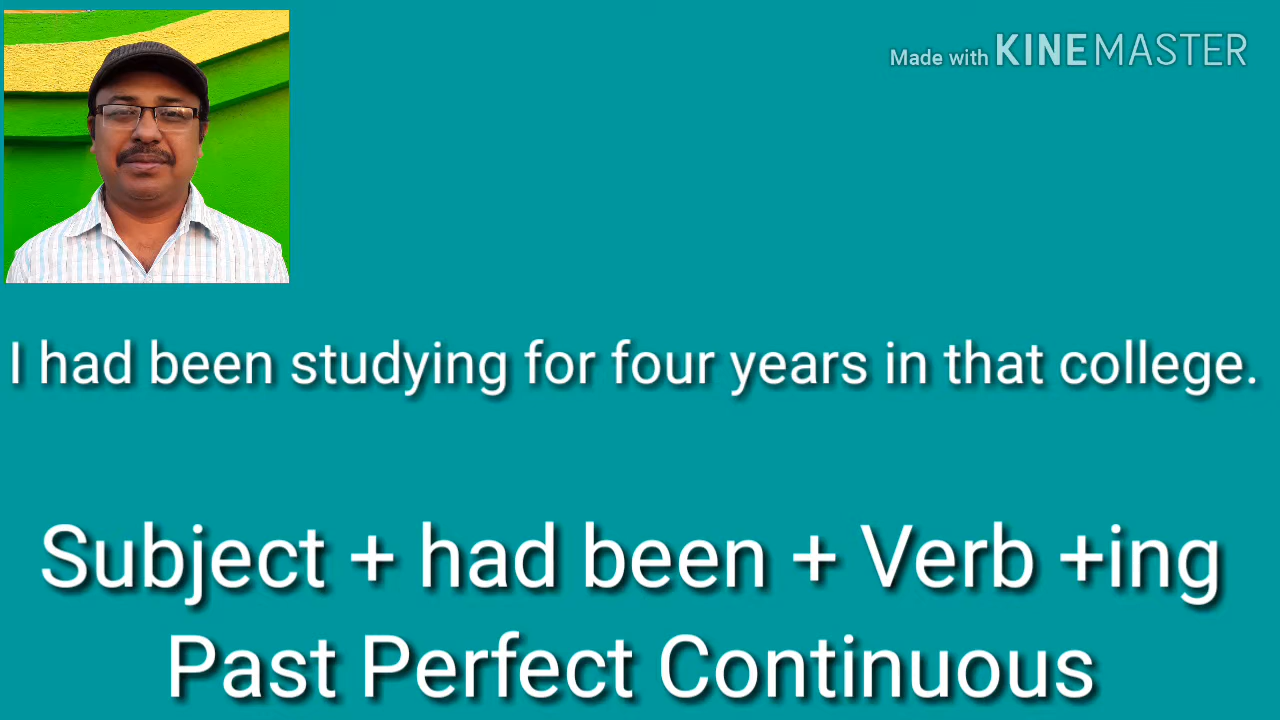 Made with KINEMASTER
I had been studying for four years in that college.
Subject + had been + Verb +ing
Past Perfect Continuous